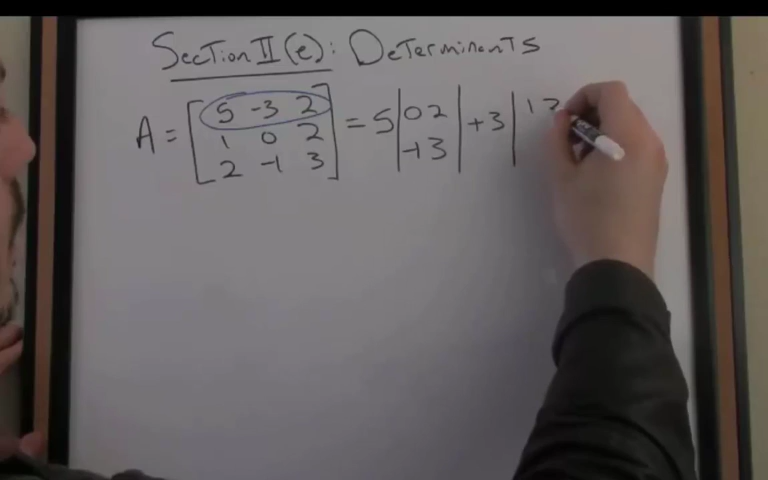 Section II(e): Determinants
A = [ 5 -3 2 ] = 5 | 0 2 | + 3 | 1 2
1 0 2
2 -1 3 -1 3